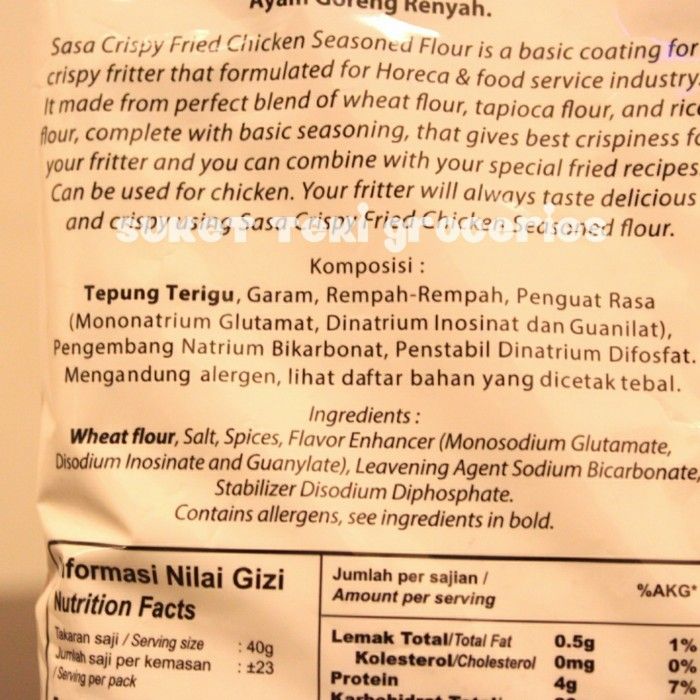 Ayam Goreng Renyah.
Sasa Crispy Fried Chicken Seasoned Flour is a basic coating for
crispy fritter that formulated for Horeca & food service industry.
It made from perfect blend of wheat flour, tapioca flour, and rice
flour, complete with basic seasoning, that gives best crispiness fo
your fritter and you can combine with your special fried recipes.
Can be used for chicken. Your fritter will always taste delicious
and crispy using Sasa Crispy Fried Chicken Seasoned flour.
suket teki groceries
Komposisi :
Tepung Terigu, Garam, Rempah-Rempah, Penguat Rasa
(Mononatrium Glutamat, Dinatrium Inosinat dan Guanilat),
Pengembang Natrium Bikarbonat, Penstabil Dinatrium Difosfat.
Mengandung alergen, lihat daftar bahan yang dicetak tebal.
Ingredients :
Wheat flour, Salt, Spices, Flavor Enhancer (Monosodium Glutamate,
Disodium Inosinate and Guanylate), Leavening Agent Sodium Bicarbonate,
Stabilizer Disodium Diphosphate.
Contains allergens, see ingredients in bold.
Informasi Nilai Gizi
Nutrition Facts
Takaran saji / Serving size : 40g
Jumlah saji per kemasan : ±23
/ Serving per pack
Jumlah per sajian /
Amount per serving %AKG*
Lemak Total/Total Fat 0.5g 1%
Kolesterol/Cholesterol 0mg 0%
Protein 4g 7%